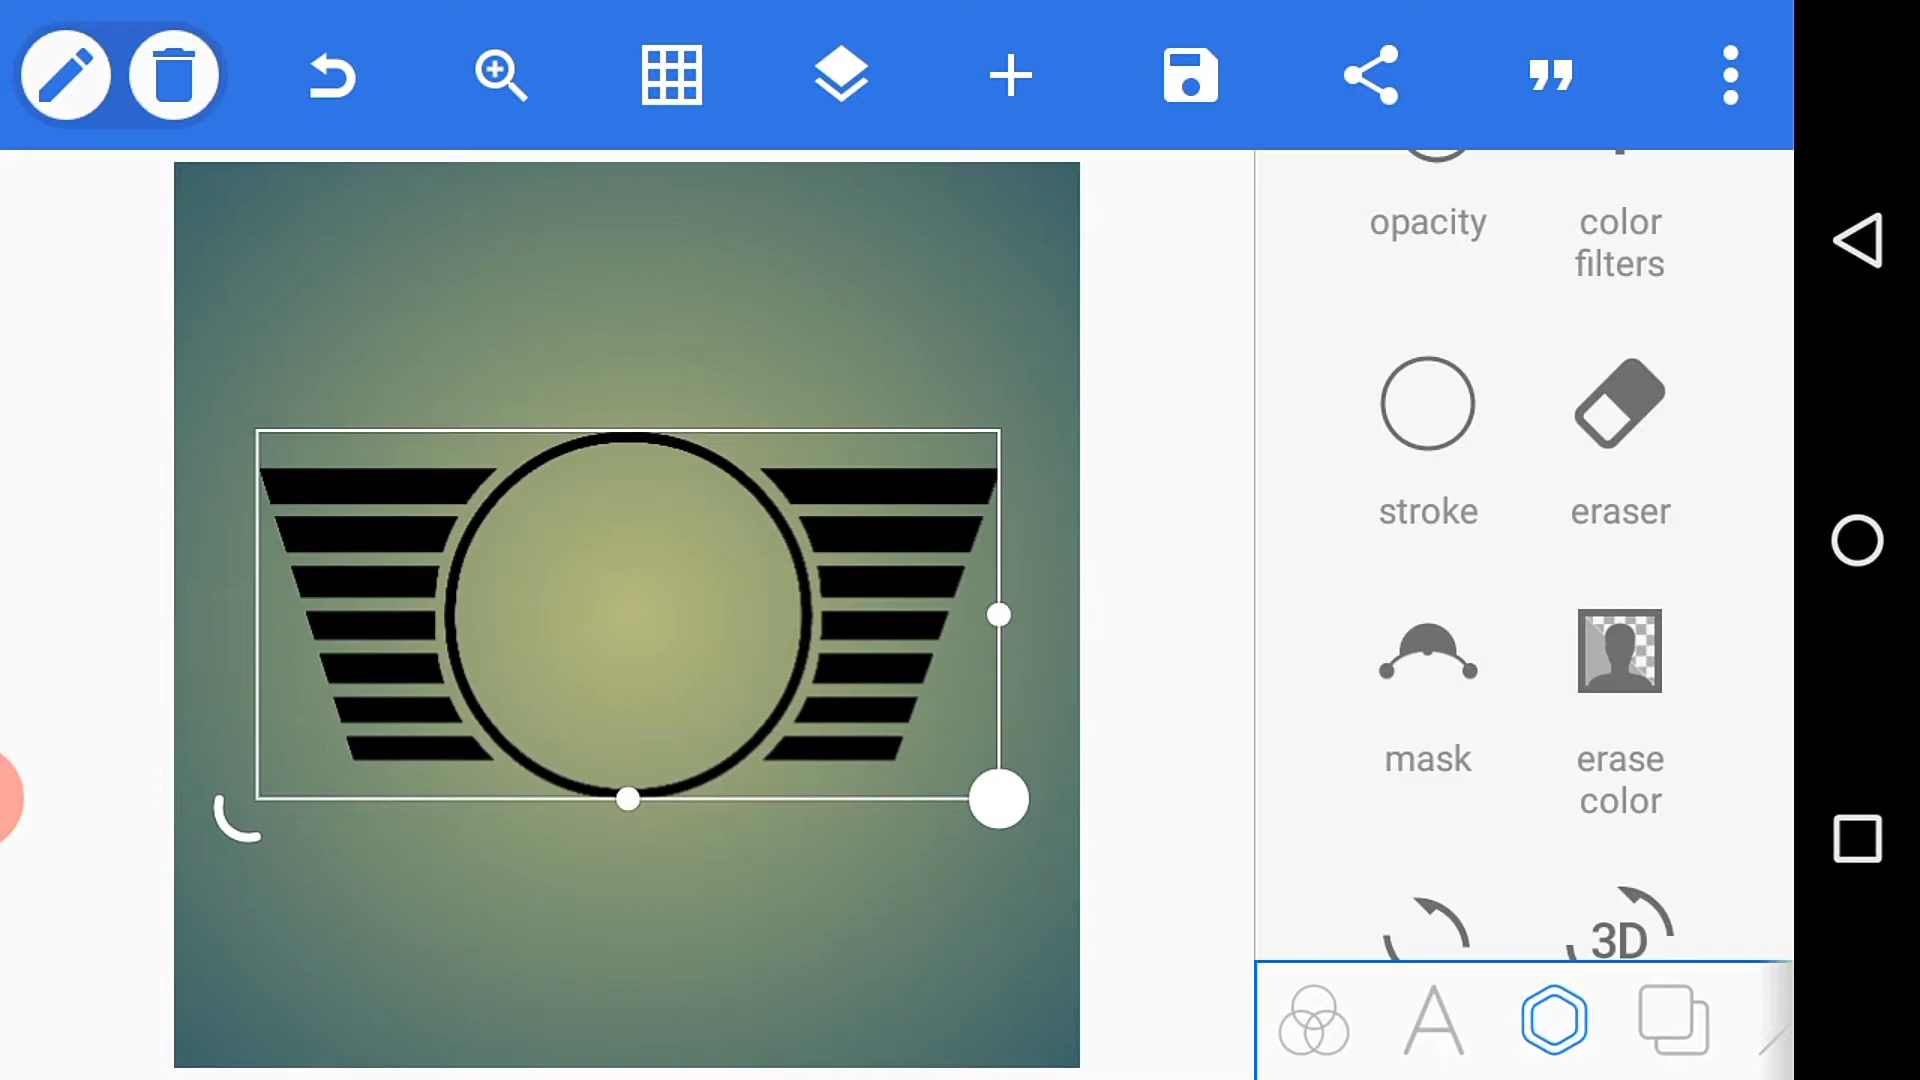 opacity
color
filters
stroke
eraser
mask
erase
color
3D
A